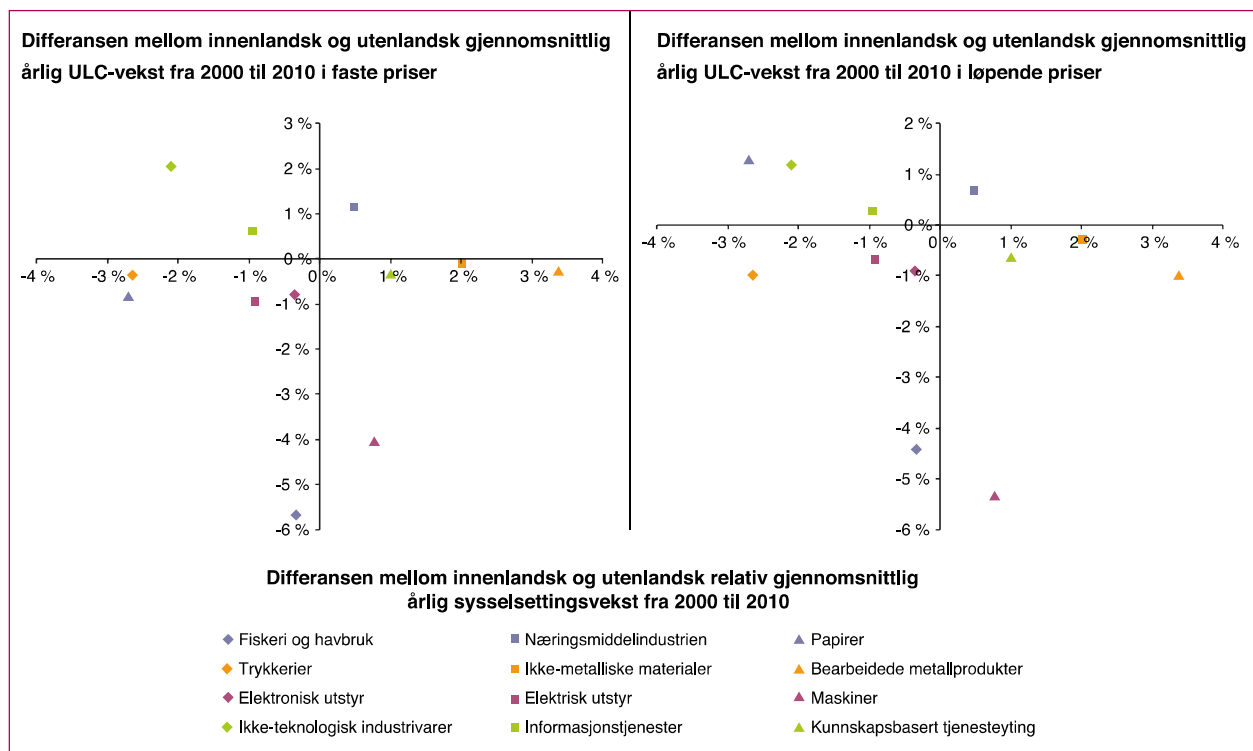 Differansen mellom innenlandsk og utenlandsk gjennomsnittlig
årlig ULC-vekst fra 2000 til 2010 i faste priser
3 %
2 %
1 %
0 %
-4 %
-3 %
-2 %
-1 %
0 %
1 %
2 %
3 %
4 %
-1 %
-2 %
-3 %
-4 %
-5 %
-6 %
Differansen mellom innenlandsk og utenlandsk gjennomsnittlig
årlig ULC-vekst fra 2000 til 2010 i løpende priser
2 %
1 %
0 %
-4 %
-3 %
-2 %
-1 %
0 %
1 %
2 %
3 %
4 %
-1 %
-2 %
-3 %
-4 %
-5 %
-6 %
Differansen mellom innenlandsk og utenlandsk relativ gjennomsnittlig
årlig sysselsettingsvekst fra 2000 til 2010
Fiskeri og havbruk
Næringsmiddelindustrien
Papirer
Trykkerier
Ikke-metalliske materialer
Bearbeidede metallprodukter
Elektronisk utstyr
Elektrisk utstyr
Maskiner
Ikke-teknologisk industrivarer
Informasjonstjenester
Kunnskapsbasert tjenesteyting